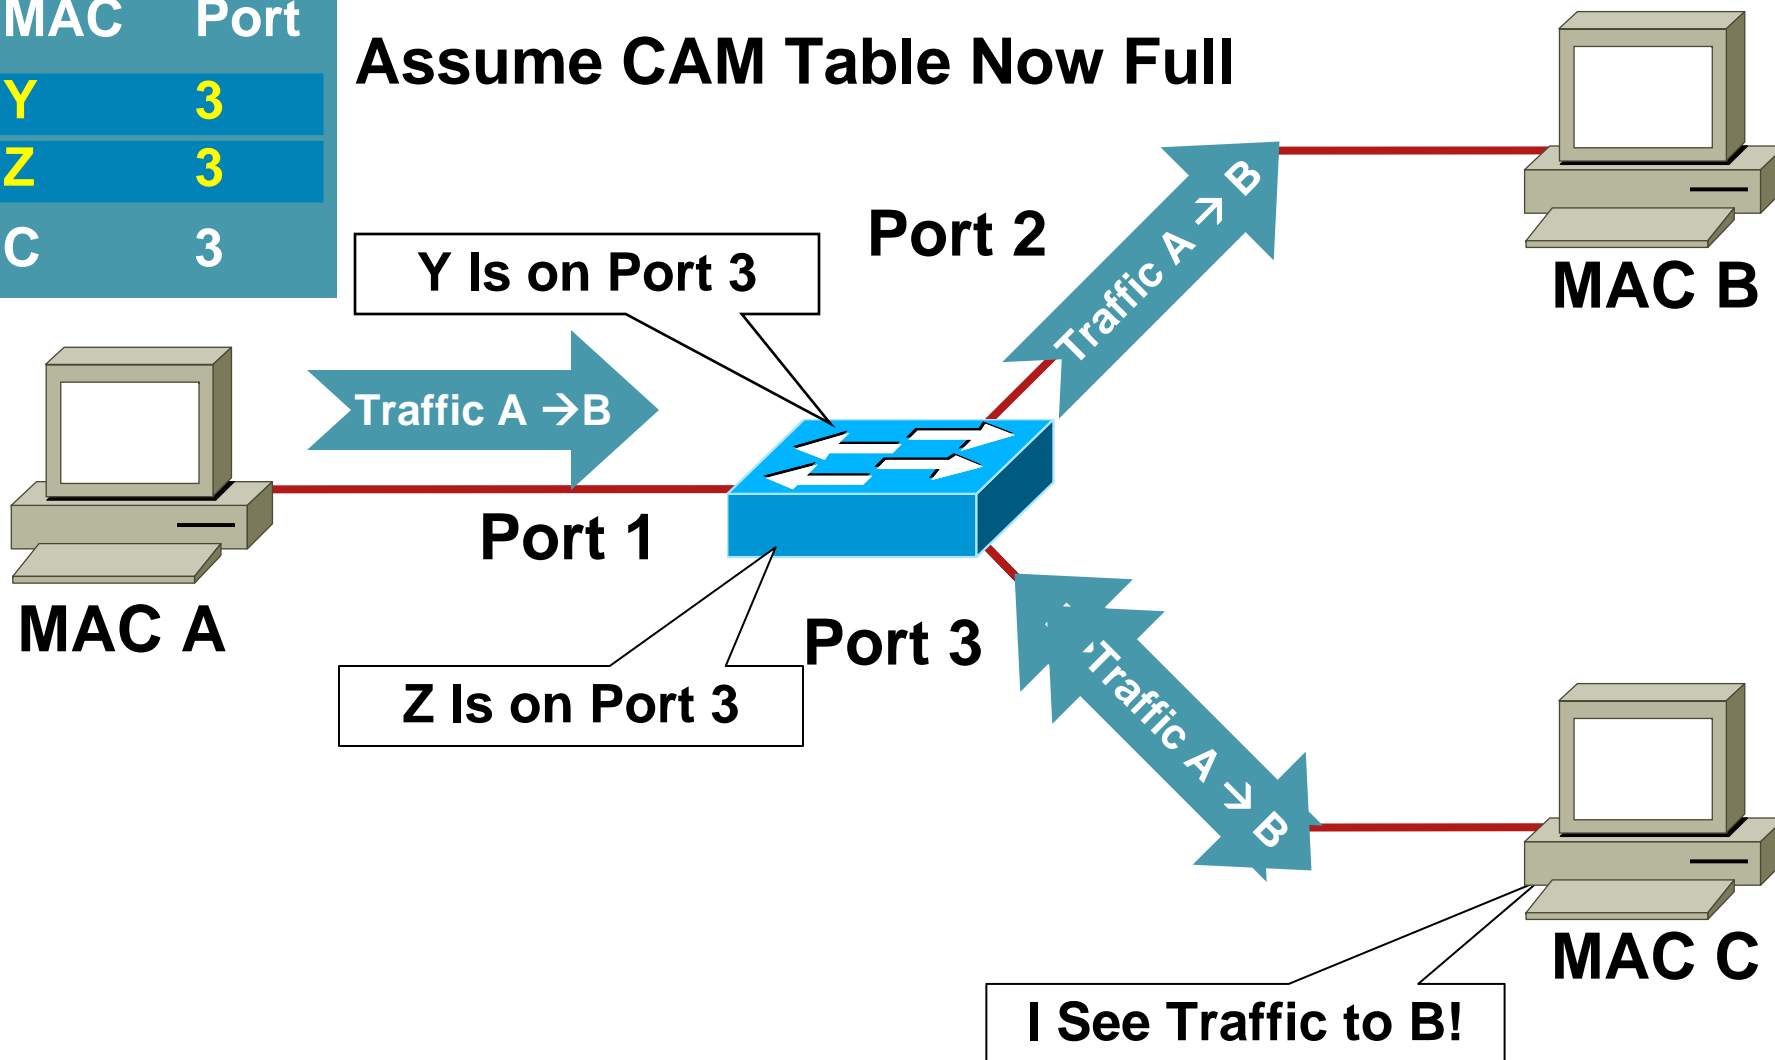 MAC Port
Assume CAM Table Now Full
Y 3
Z 3
C 3
Y Is on Port 3
Port 2
Traffic A → B
MAC B
Traffic A → B
Port 1
MAC A
Port 3
Z Is on Port 3
Traffic A → B
MAC C
I See Traffic to B!